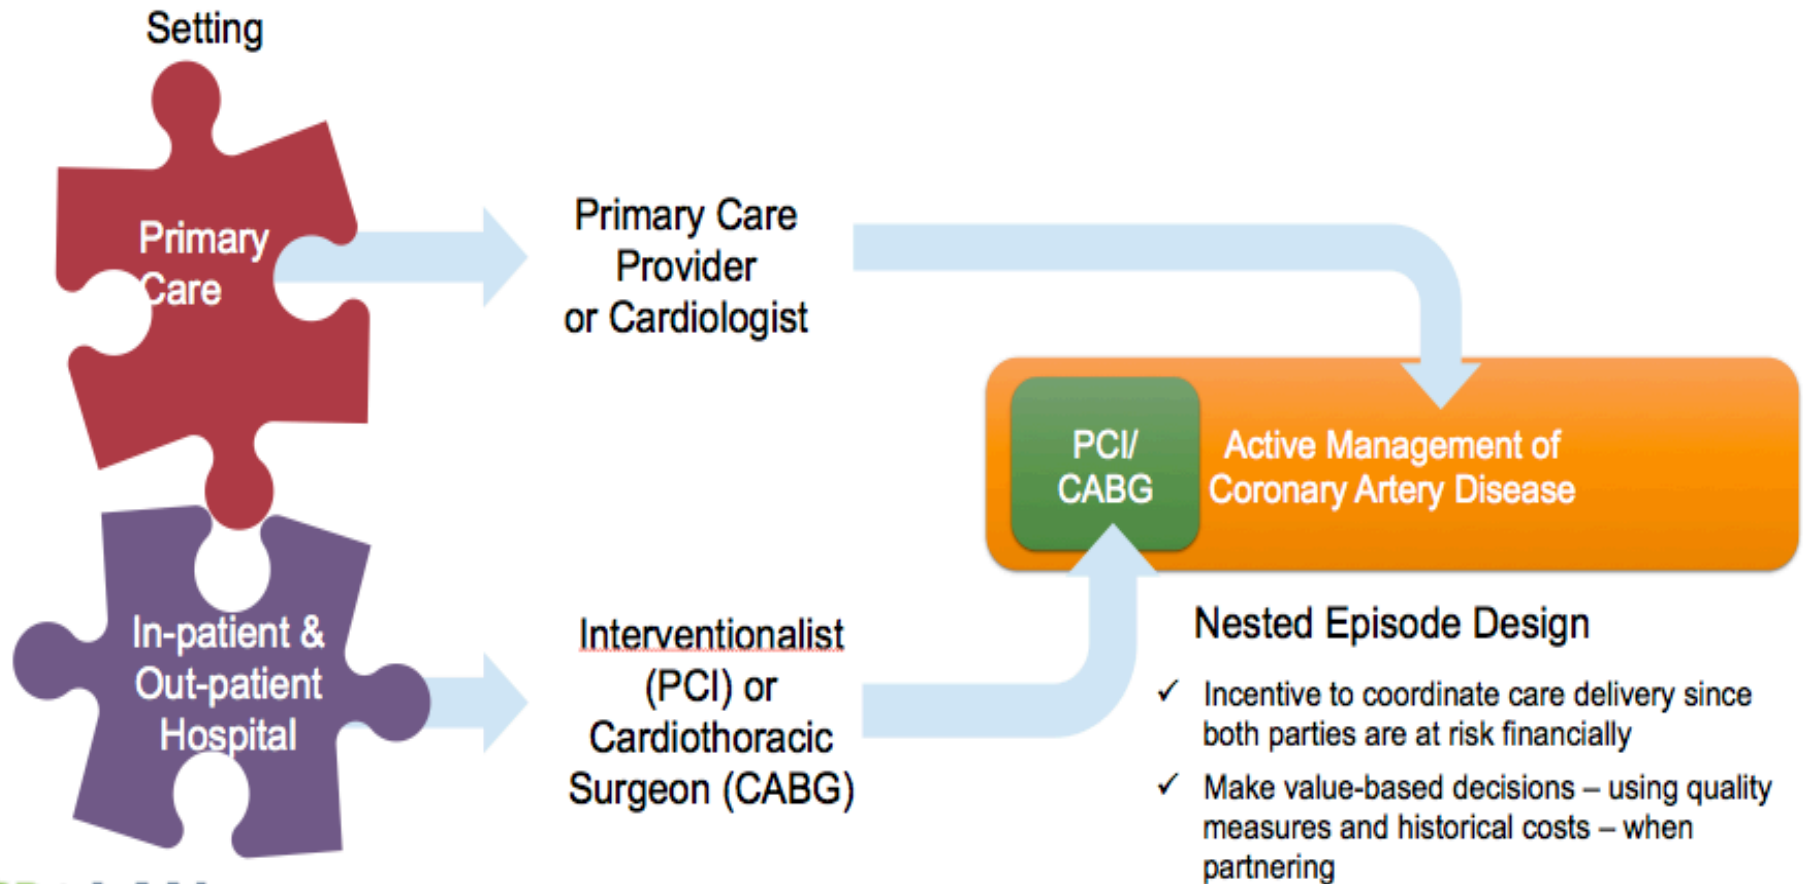 Setting
Primary
Care
Primary Care
Provider
or Cardiologist
PCI/
CABG
Active Management of
Coronary Artery Disease
In-patient &
Out-patient
Hospital
Interventionalist
(PCI) or
Cardiothoracic
Surgeon (CABG)
Nested Episode Design
✓ Incentive to coordinate care delivery since
both parties are at risk financially
✓ Make value-based decisions – using quality
measures and historical costs – when
partnering